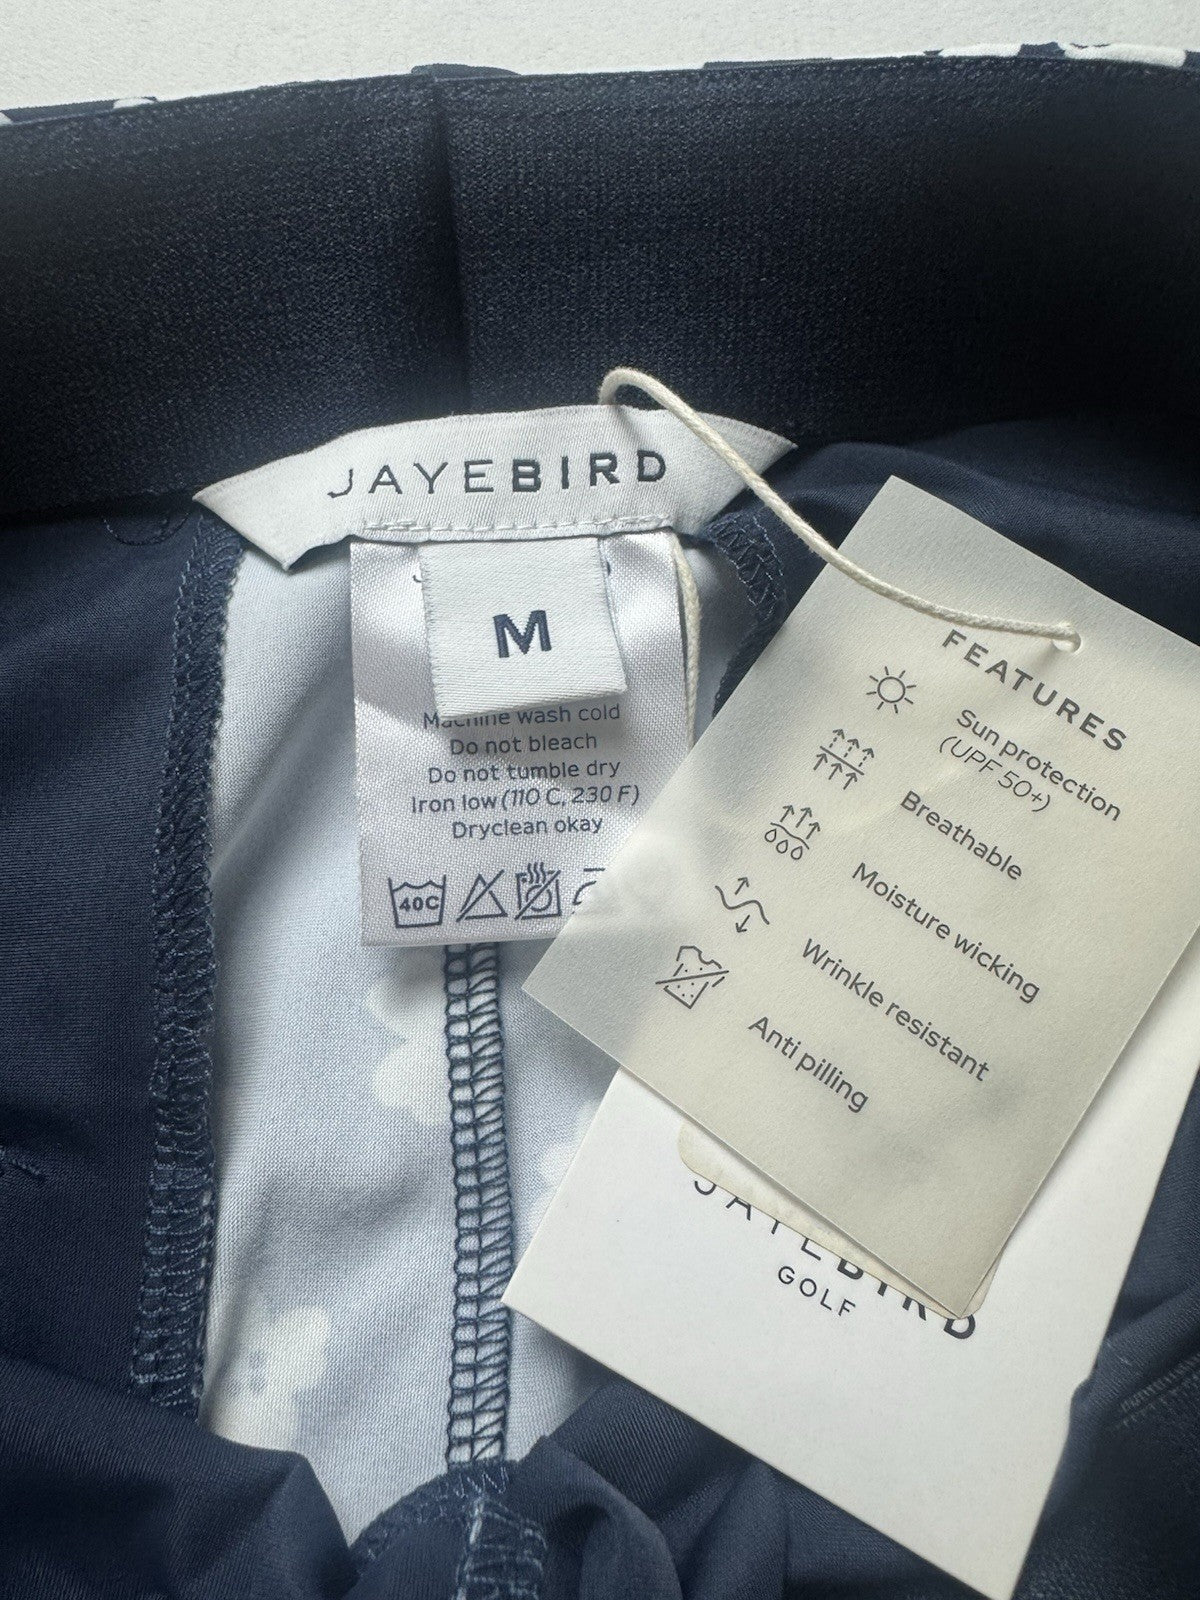 JAYEBIRD
M
Machine wash cold
Do not bleach
Do not tumble dry
Iron low (110 C, 230 F)
Dryclean okay
40C
FEATURES
Sun protection
(UPF 50+)
Breathable
Moisture wicking
Wrinkle resistant
Anti pilling
JAYEBIRD
GOLF